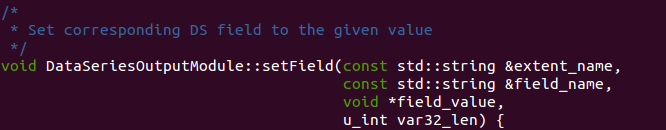 /*
 * Set corresponding DS field to the given value
 */
void DataSeriesOutputModule::setField(const std::string &extent_name,
                                      const std::string &field_name,
                                      void *field_value,
                                      u_int var32_len) {